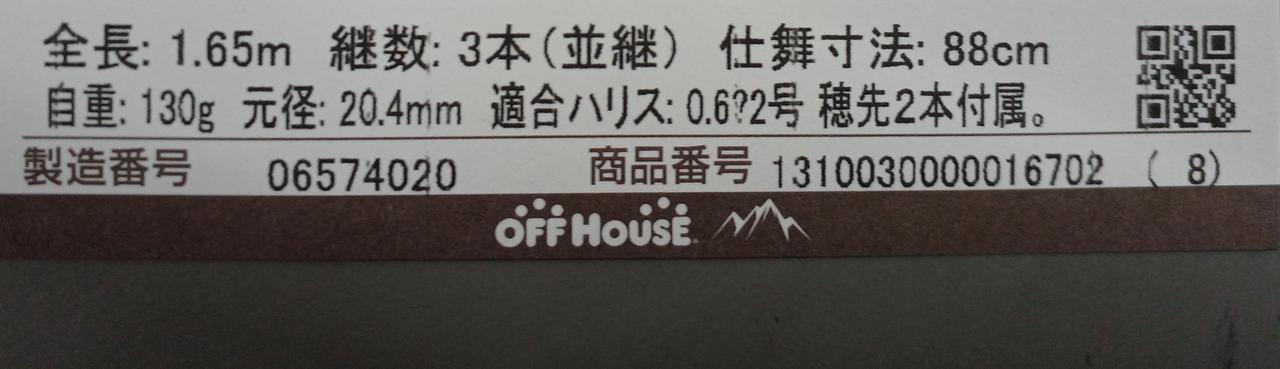 全長: 1.65m 継数: 3本(並継) 仕舞寸法: 88cm
自重: 130g 元径: 20.4mm 適合ハリス: 0.6?2号 穂先2本付属。
製造番号 06574020 商品番号 1310030000016702 ( 8)
OFF HOUSE